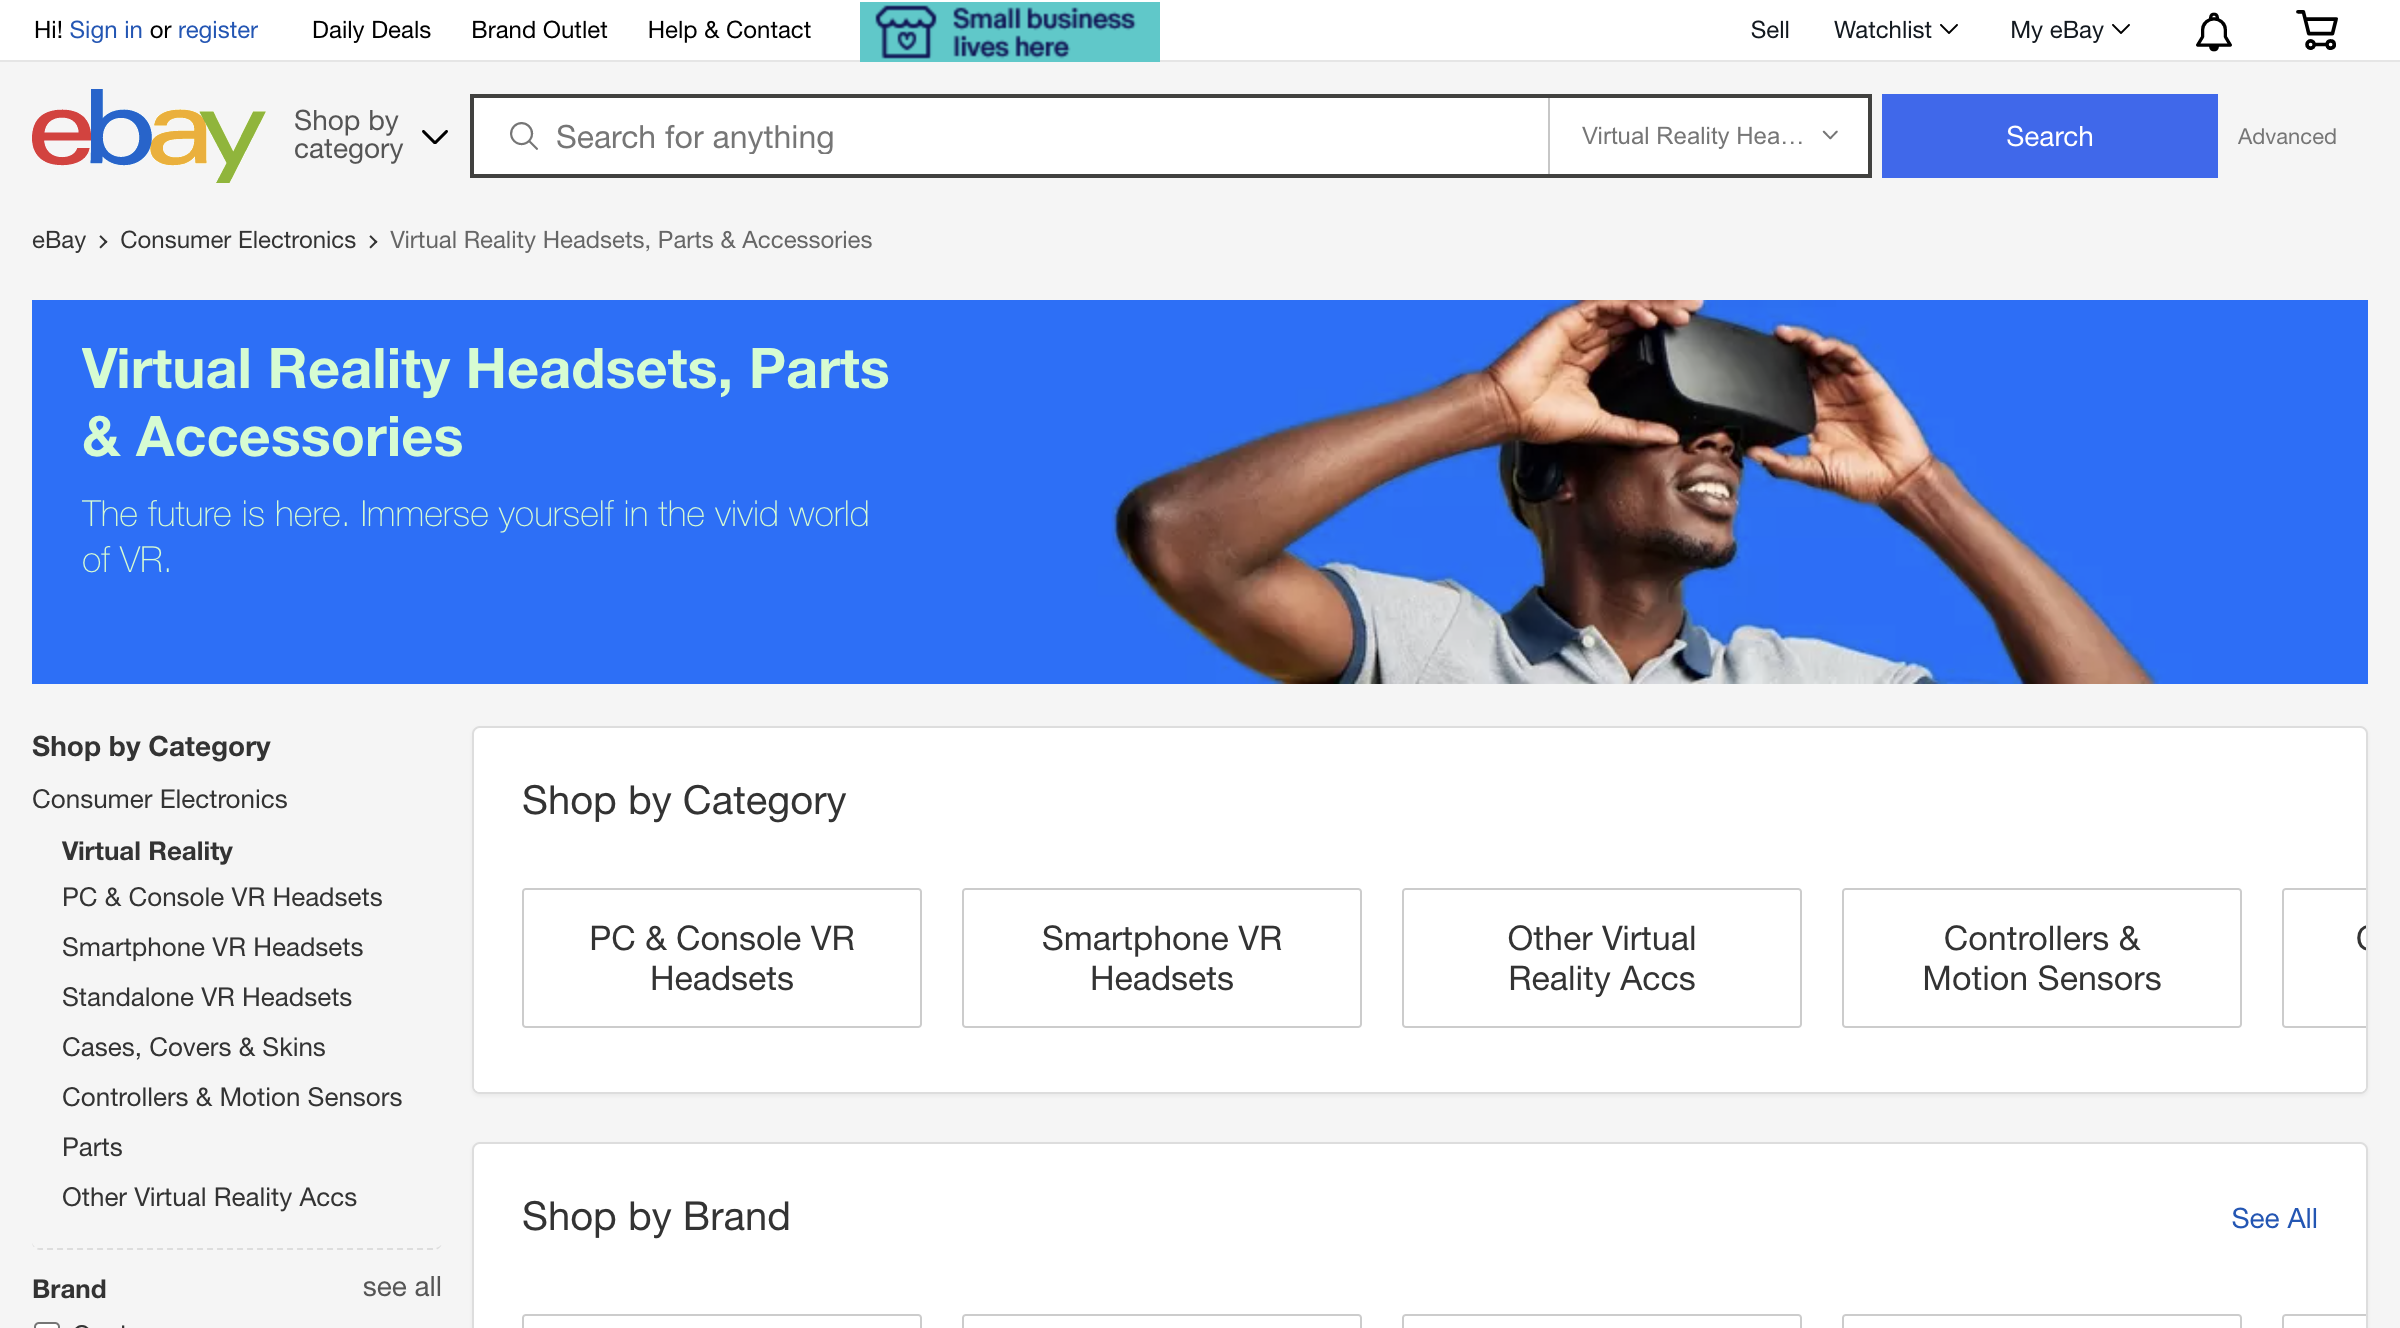 Hi! Sign in or register
Daily Deals
Brand Outlet
Help & Contact
Small business
lives here
Sell
Watchlist
My eBay
ebay
Shop by
category
Search for anything
Virtual Reality Hea...
Search
Advanced
eBay
Consumer Electronics
Virtual Reality Headsets, Parts & Accessories
Virtual Reality Headsets, Parts
& Accessories
The future is here. Immerse yourself in the vivid world
of VR.
Shop by Category
Consumer Electronics
Virtual Reality
PC & Console VR Headsets
Smartphone VR Headsets
Standalone VR Headsets
Cases, Covers & Skins
Controllers & Motion Sensors
Parts
Other Virtual Reality Accs
Brand
see all
Shop by Category
PC & Console VR
Headsets
Smartphone VR
Headsets
Other Virtual
Reality Accs
Controllers &
Motion Sensors
Shop by Brand
See All